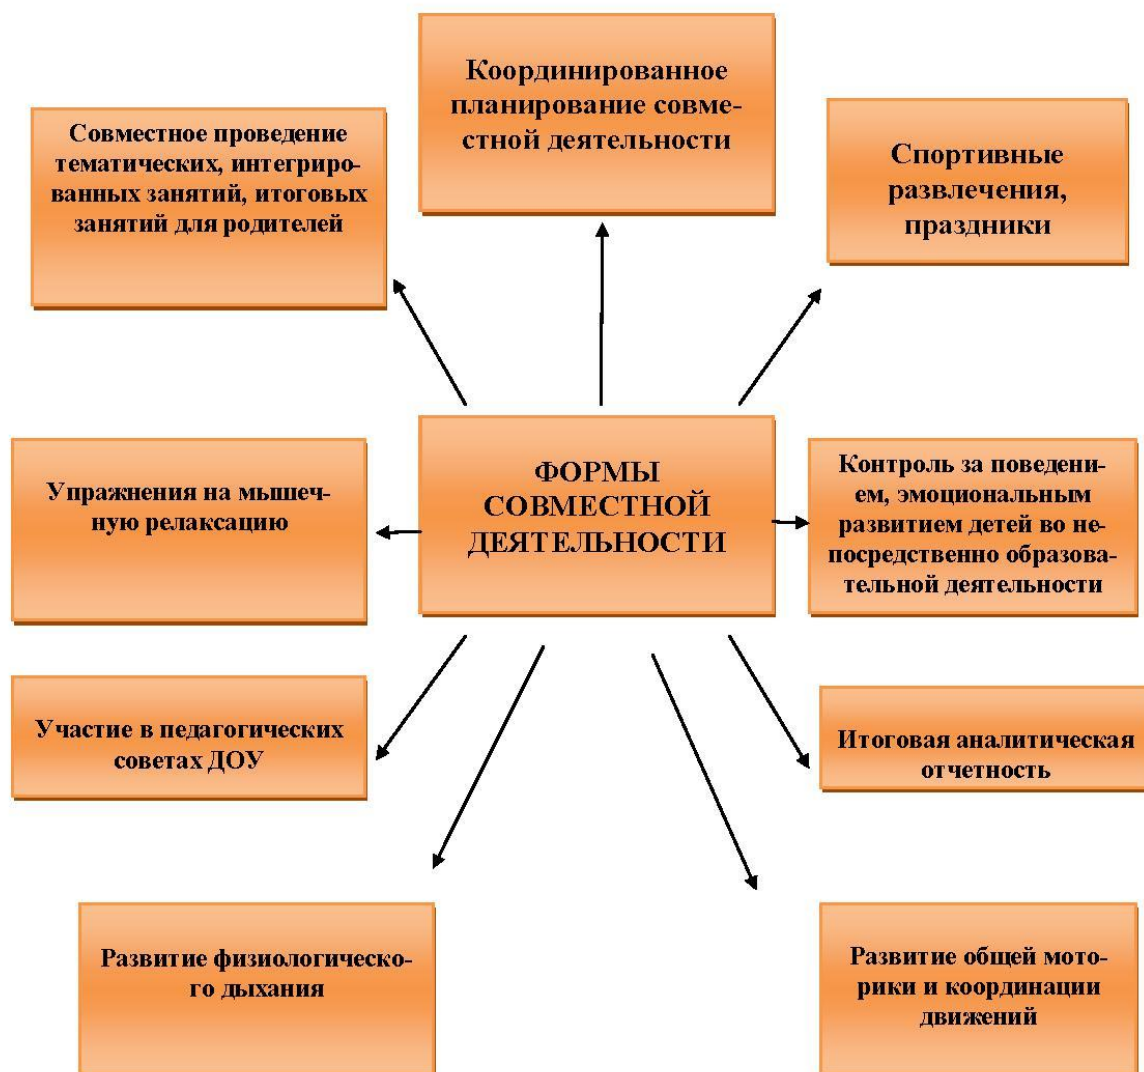 Координированное
планирование совме-
стной деятельности
Совместное проведение
тематических, интегриро-
ванных занятий, итоговых
занятий для родителей
Спортивные
развлечения,
праздники
ФОРМЫ
СОВМЕСТНОЙ
ДЕЯТЕЛЬНОСТИ
Упражнения на мышеч-
ную релаксацию
Контроль за поведени-
ем, эмоциональным
развитием детей во не-
посредственно образова-
тельной деятельности
Участие в педагогических
советах ДОУ
Итоговая аналитическая
отчетность
Развитие физиологическо-
го дыхания
Развитие общей мото-
рики и координации
движений